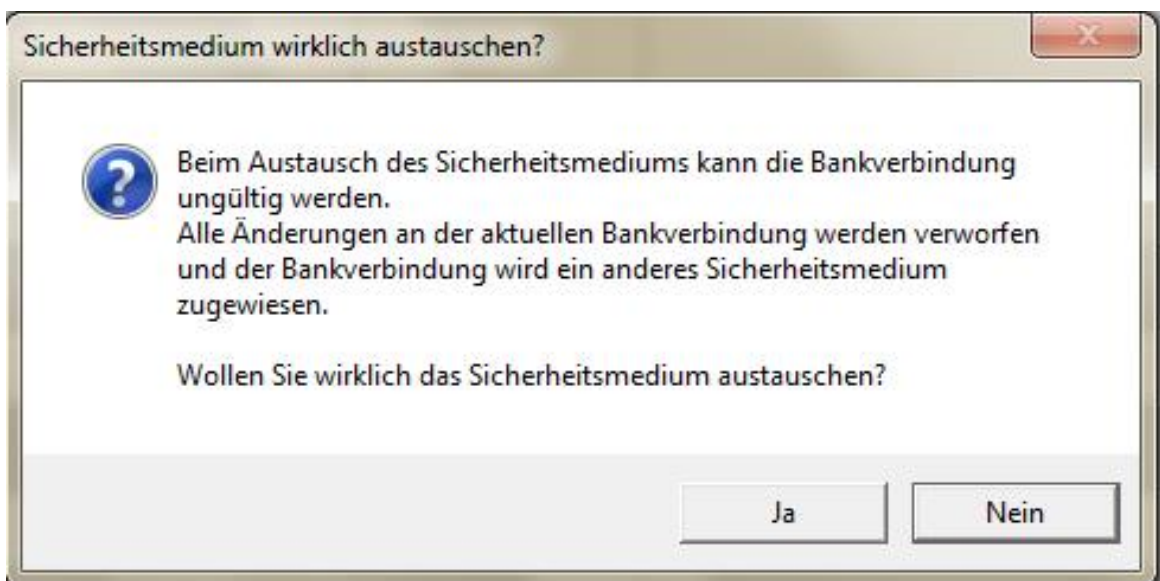 Sicherheitsmedium wirklich austauschen?
Beim Austausch des Sicherheitsmediums kann die Bankverbindung
ungültig werden.
Alle Änderungen an der aktuellen Bankverbindung werden verworfen
und der Bankverbindung wird ein anderes Sicherheitsmedium
zugewiesen.
Wollen Sie wirklich das Sicherheitsmedium austauschen?
Ja
Nein